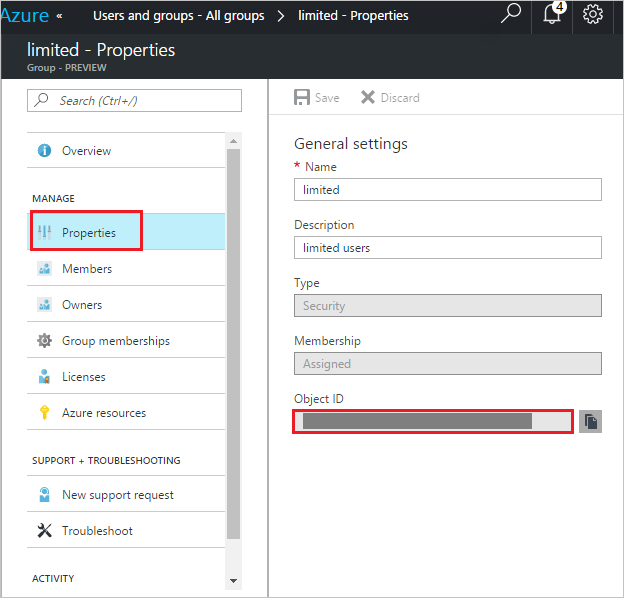 Azure « Users and groups - All groups > limited - Properties 4
limited - Properties
Group - PREVIEW
Search (Ctrl+/)
Overview
MANAGE
Properties
Members
Owners
Group memberships
Licenses
Azure resources
SUPPORT + TROUBLESHOOTING
New support request
Troubleshoot
ACTIVITY
Save Discard
General settings
* Name
limited
Description
limited users
Type
Security
Membership
Assigned
Object ID